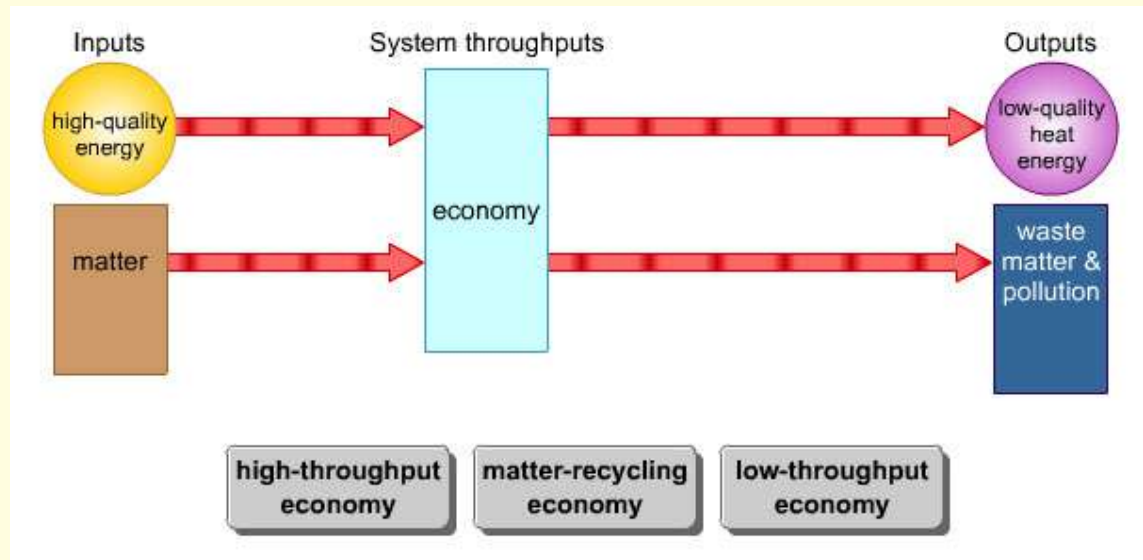 Inputs
System throughputs
Outputs
high-quality
energy
low-quality
heat
energy
economy
matter
waste
matter &
pollution
high-throughput
economy
matter-recycling
economy
low-throughput
economy